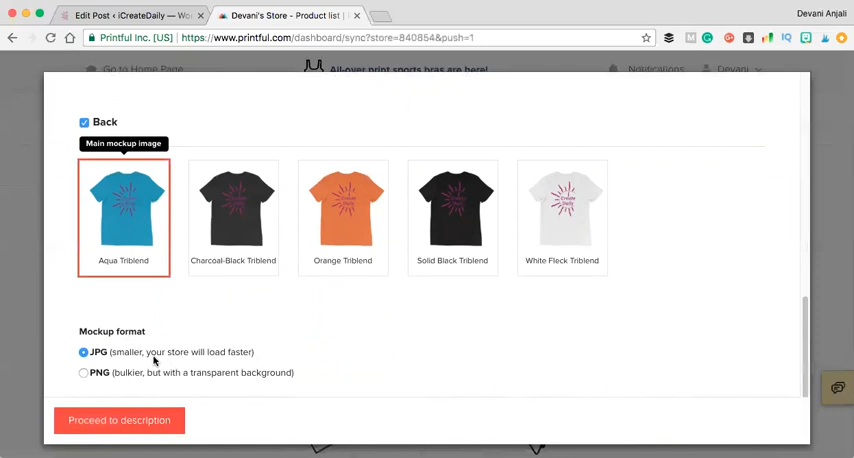 Edit Post ‹ iCreateDaily — Wo
Devani's Store - Product list |
Devani Anjali
Printful Inc. [US] | https://www.printful.com/dashboard/sync?store=840854&push=1
Go to Home Page
All-over print sports bras are here!
Notifications
Devani
Back
Main mockup image
Create Daily
Aqua Triblend
Charcoal-Black Triblend
Orange Triblend
Solid Black Triblend
White Fleck Triblend
Mockup format
JPG (smaller, your store will load faster)
PNG (bulkier, but with a transparent background)
Proceed to description